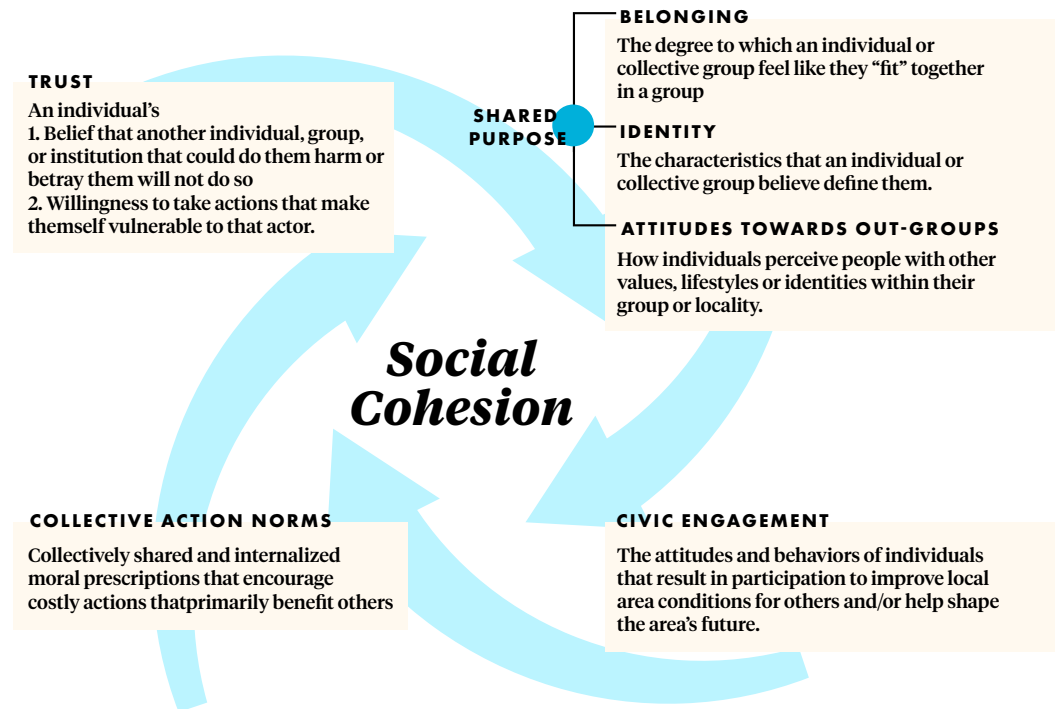 TRUST
An individual's
1. Belief that another individual, group,
or institution that could do them harm or
betray them will not do so
2. Willingness to take actions that make
themself vulnerable to that actor.
SHARED
PURPOSE
BELONGING
The degree to which an individual or
collective group feel like they “fit” together
in a group
IDENTITY
The characteristics that an individual or
collective group believe define them.
ATTITUDES TOWARDS OUT-GROUPS
How individuals perceive people with other
values, lifestyles or identities within their
group or locality.
Social
Cohesion
COLLECTIVE ACTION NORMS
Collectively shared and internalized
moral prescriptions that encourage
costly actions thatprimarily benefit others
CIVIC ENGAGEMENT
The attitudes and behaviors of individuals
that result in participation to improve local
area conditions for others and/or help shape
the area's future.